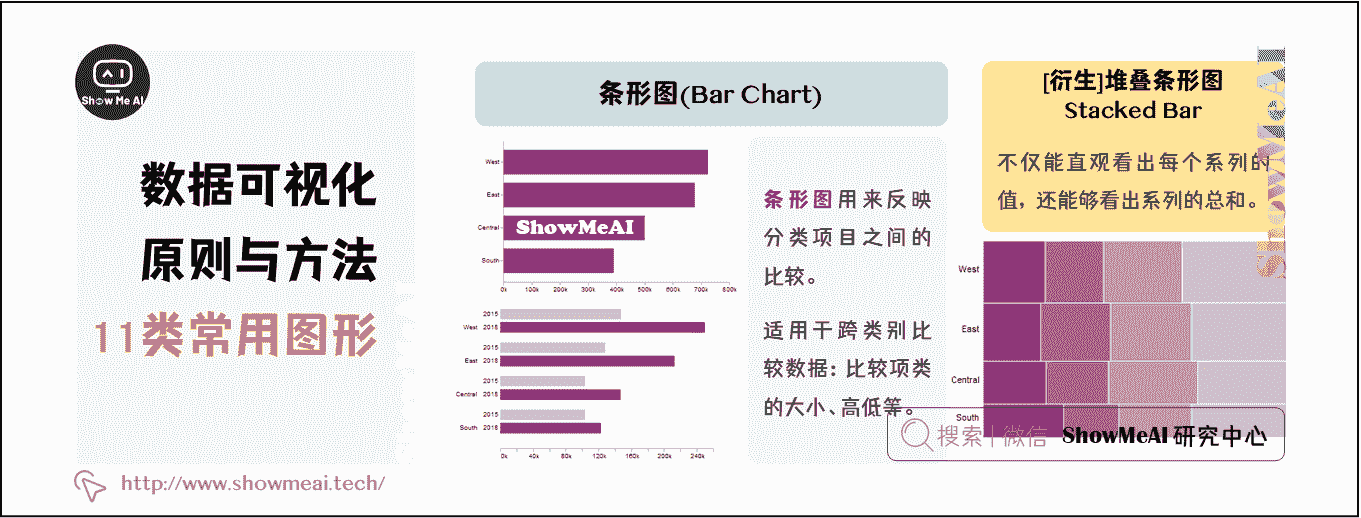 Show Me AI
数据可视化
原则与方法
11类常用图形
http://www.showmeai.tech/
条形图(Bar Chart)
West
East
Central
South
ShowMeAI
0k 100k 200k 300k 400k 500k 600k 700k 800k
2015
West 2016
2015
East 2016
2015
Central 2016
2015
South 2016
0k 40k 80k 120k 160k 200k 240k
条形图用来反映
分类项目之间的
比较。
适用于跨类别比
较数据：比较项类
的大小、高低等。
[衍生]堆叠条形图
Stacked Bar
不仅能直观看出每个系列的
值，还能够看出系列的总和。
ShowMeAI
West
East
Central
South
搜索 | 微信 ShowMeAI 研究中心